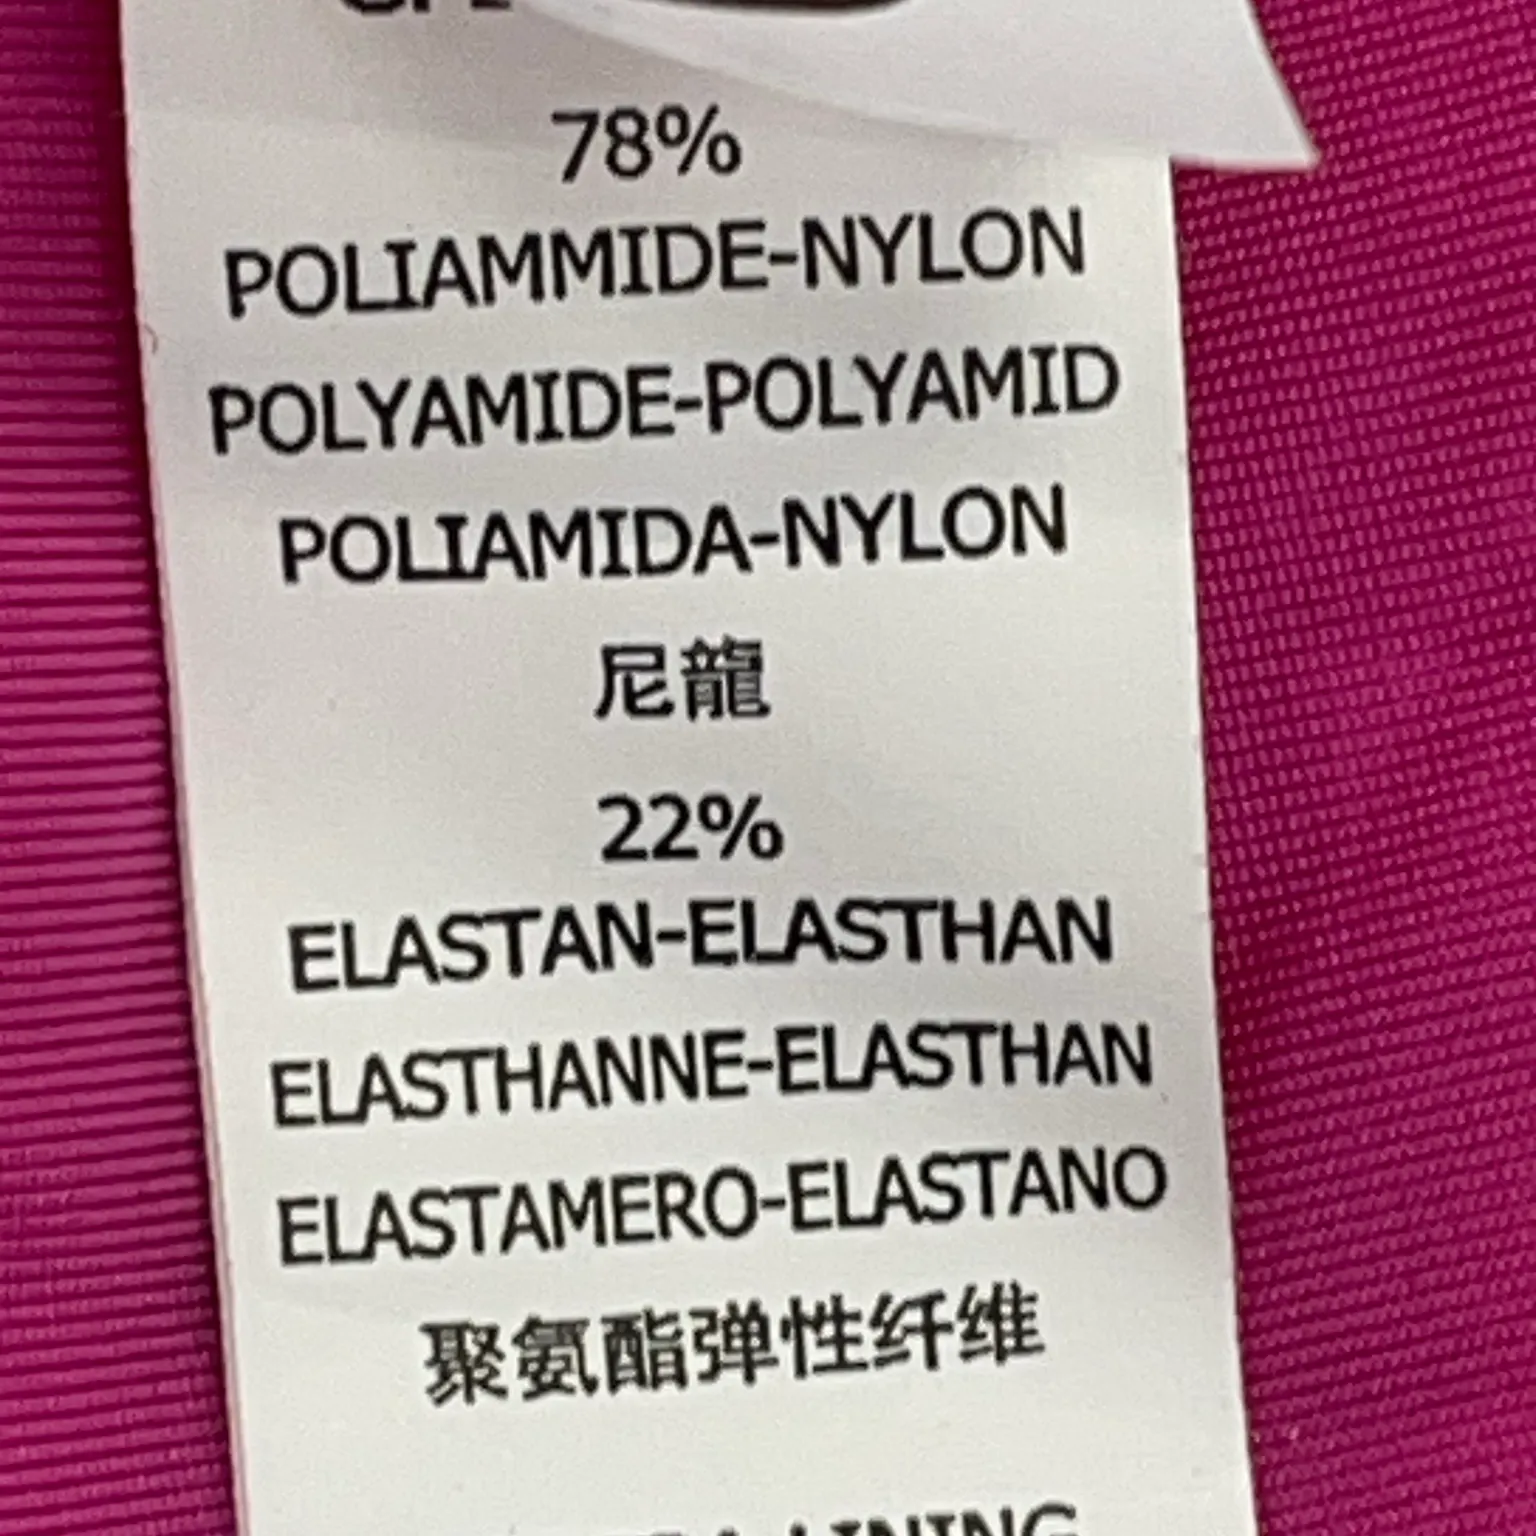 78%
POLIAMMIDE-NYLON
POLYAMIDE-POLYAMID
POLIAMIDA-NYLON
尼龍
22%
ELASTAN-ELASTHAN
ELASTHANNE-ELASTHAN
ELASTAMERO-ELASTANO
聚氨酯弹性纤维
LINING